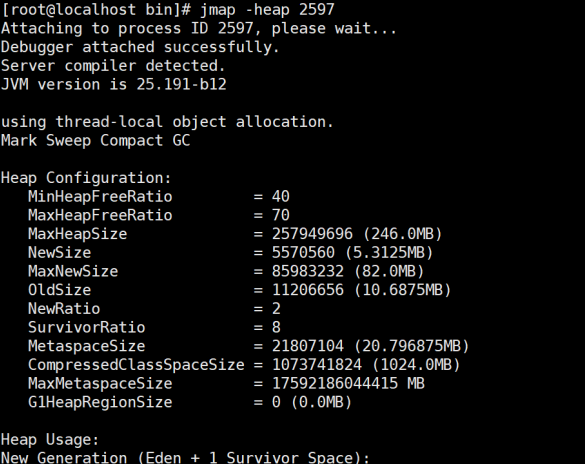 [root@localhost bin]# jmap -heap 2597
Attaching to process ID 2597, please wait...
Debugger attached successfully.
Server compiler detected.
JVM version is 25.191-b12

using thread-local object allocation.
Mark Sweep Compact GC

Heap Configuration:
   MinHeapFreeRatio         = 40
   MaxHeapFreeRatio         = 70
   MaxHeapSize              = 257949696 (246.0MB)
   NewSize                  = 5570560 (5.3125MB)
   MaxNewSize               = 85983232 (82.0MB)
   OldSize                  = 11206656 (10.6875MB)
   NewRatio                 = 2
   SurvivorRatio            = 8
   MetaspaceSize            = 21807104 (20.796875MB)
   CompressedClassSpaceSize = 1073741824 (1024.0MB)
   MaxMetaspaceSize         = 17592186044415 MB
   G1HeapRegionSize         = 0 (0.0MB)

Heap Usage:
New Generation (Eden + 1 Survivor Space):